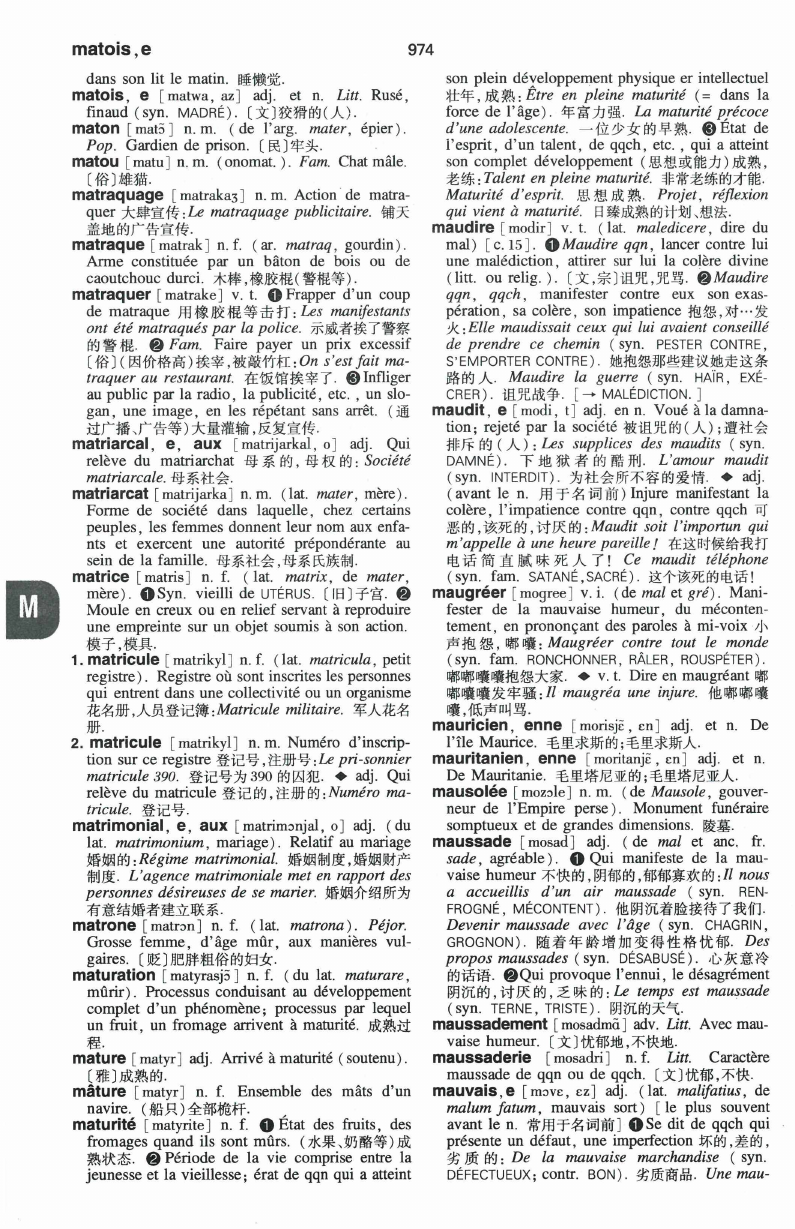 matois,e 974
dans son lit le matin. 睡懒觉.
matois, e [matwa, az] adj. et n. Litt. Rusé,
finaud (syn. MADRÉ). 〔文〕狡猾的(人).
maton [matɔ̃] n. m. (de l'arg. mater, épier).
Pop. Gardien de prison. 〔民〕牢头.
matou [matu] n. m. (onomat.). Fam. Chat mâle.
〔俗〕雄猫.
matraquage [matrakaʒ] n. m. Action de matra-
quer 大肆宣传:Le matraquage publicitaire. 铺天
盖地的广告宣传.
matraque [matrak] n. f. (ar. matraq, gourdin).
Arme constituée par un bâton de bois ou de
caoutchouc durci. 木棒,橡胶棍(警棍等).
matraquer [matrake] v. t. ❶Frapper d'un coup
de matraque 用橡胶棍等击打:Les manifestants
ont été matraqués par la police. 示威者挨了警察
的警棍. ❷ Fam. Faire payer un prix excessif
〔俗〕(因价格高)挨宰,被敲竹杠:On s'est fait ma-
traquer au restaurant. 在饭馆挨宰了. ❸Infliger
au public par la radio, la publicité, etc., un slo-
gan, une image, en les répétant sans arrêt. (通
过广播、广告等)大量灌输,反复宣传.
matriarcal, e, aux [matrijarkal, o] adj. Qui
relève du matriarchat 母系的,母权的: Société
matriarcale. 母系社会.
matriarcat [matrijarka] n. m. (lat. mater, mère).
Forme de société dans laquelle, chez certains
peuples, les femmes donnent leur nom aux enfa-
nts et exercent une autorité prépondérante au
sein de la famille. 母系社会,母系氏族制.
matrice [matris] n. f. (lat. matrix, de mater,
mère). ❶Syn. vieilli de UTÉRUS. 〔旧〕子宫. ❷
Moule en creux ou en relief servant à reproduire
une empreinte sur un objet soumis à son action.
模子,模具.
M
1. matricule [matrikyl] n. f. (lat. matricula, petit
registre). Registre où sont inscrites les personnes
qui entrent dans une collectivité ou un organisme
花名册,人员登记簿:Matricule militaire. 军人花名
册.
2. matricule [matrikyl] n. m. Numéro d'inscrip-
tion sur ce registre 登记号,注册号:Le pri-sonnier
matricule 390. 登记号为390的囚犯. ◆ adj. Qui
relève du matricule 登记的,注册的:Numéro ma-
tricule. 登记号.
matrimonial, e, aux [matrimɔnjal, o] adj. (du
lat. matrimonium, mariage). Relatif au mariage
婚姻的:Régime matrimonial. 婚姻制度,婚姻财产
制度. L'agence matrimoniale met en rapport des
personnes désireuses de se marier. 婚姻介绍所为
有意结婚者建立联系.
matrone [matrɔn] n. f. (lat. matrona). Péjor.
Grosse femme, d'âge mûr, aux manières vul-
gaires. 〔贬〕肥胖粗俗的妇女.
maturation [matyrasjɔ̃] n. f. (du lat. maturare,
mûrir). Processus conduisant au développement
complet d'un phénomène; processus par lequel
un fruit, un fromage arrivent à maturité. 成熟过
程.
mature [matyr] adj. Arrivé à maturité (soutenu).
〔雅〕成熟的.
mâture [matyr] n. f. Ensemble des mâts d'un
navire. (船只)全部桅杆.
maturité [matyrite] n. f. ❶État des fruits, des
fromages quand ils sont mûrs. (水果、奶酪等)成
熟状态. ❷Période de la vie comprise entre la
jeunesse et la vieillesse; érat de qqn qui a atteint
son plein développement physique er intellectuel
壮年,成熟:Être en pleine maturité (= dans la
force de l'âge). 年富力强. La maturité précoce
d'une adolescente. 一位少女的早熟. ❸État de
l'esprit, d'un talent, de qqch, etc., qui a atteint
son complet développement (思想或能力)成熟,
老练:Talent en pleine maturité. 非常老练的才能.
Maturité d'esprit. 思想成熟. Projet, réflexion
qui vient à maturité. 日臻成熟的计划、想法.
maudire [modir] v. t. (lat. maledicere, dire du
mal) [c. 15]. ❶Maudire qqn, lancer contre lui
une malédiction, attirer sur lui la colère divine
(litt. ou relig.). 〔文,宗〕诅咒,咒骂. ❷Maudire
qqn, qqch, manifester contre eux son exas-
pération, sa colère, son impatience 抱怨,对…发
火:Elle maudissait ceux qui lui avaient conseillé
de prendre ce chemin (syn. PESTER CONTRE,
S'EMPORTER CONTRE). 她抱怨那些建议她走这条
路的人. Maudire la guerre (syn. HAÏR, EXÉ-
CRER). 诅咒战争. [→ MALÉDICTION.]
maudit, e [modi, t] adj. en n. Voué à la damna-
tion; rejeté par la société 被诅咒的(人);遭社会
排斥的(人): Les supplices des maudits (syn.
DAMNÉ). 下地狱者的酷刑. L'amour maudit
(syn. INTERDIT). 为社会所不容的爱情. ◆ adj.
(avant le n. 用于名词前) Injure manifestant la
colère, l'impatience contre qqn, contre qqch 可
恶的,该死的,讨厌的:Maudit soit l'importun qui
m'appelle à une heure pareille! 在这时候给我打
电话简直腻味死人了! Ce maudit téléphone
(syn. fam. SATANÉ,SACRÉ). 这个该死的电话!
maugréer [mogree] v. i. (de mal et gré). Mani-
fester de la mauvaise humeur, du mécontен-
tement, en prononçant des paroles à mi-voix 小
声抱怨, 嘟囔: Maugréer contre tout le monde
(syn. fam. RONCHONNER, RÂLER, ROUSPÉTER).
嘟嘟囔囔抱怨大家. ◆ v. t. Dire en maugréant 嘟
嘟囔囔发牢骚:Il maugréa une injure. 他嘟嘟囔
囔,低声叫骂.
mauricien, enne [morisjɛ̃, ɛn] adj. et n. De
l'île Maurice. 毛里求斯的;毛里求斯人.
mauritanien, enne [moritanjɛ̃, ɛn] adj. et n.
De Mauritanie. 毛里塔尼亚的;毛里塔尼亚人.
mausolée [mozɔle] n. m. (de Mausole, gouver-
neur de l'Empire perse). Monument funéraire
somptueux et de grandes dimensions. 陵墓.
maussade [mosad] adj. (de mal et anc. fr.
sade, agréable). ❶ Qui manifeste de la mau-
vaise humeur 不快的,阴郁的,郁郁寡欢的:Il nous
a accueillis d'un air maussade (syn. REN-
FROGNÉ, MÉCONTENT). 他阴沉着脸接待了我们.
Devenir maussade avec l'âge (syn. CHAGRIN,
GROGNON). 随着年龄增加变得性格忧郁. Des
propos maussades (syn. DÉSABUSÉ). 心灰意冷
的话语. ❷Qui provoque l'ennui, le désagrément
阴沉的,讨厌的,乏味的:Le temps est maussade
(syn. TERNE, TRISTE). 阴沉的天气.
maussadement [mosadmɑ̃] adv. Litt. Avec mau-
vaise humeur. 〔文〕忧郁地,不快地.
maussaderie [mosadri] n. f. Litt. Caractère
maussade de qqn ou de qqch. 〔文〕忧郁,不快.
mauvais,e [mɔvɛ, ɛz] adj. (lat. malifatius, de
malum fatum, mauvais sort) [le plus souvent
avant le n. 常用于名词前] ❶Se dit de qqch qui
présente un défaut, une imperfection 坏的,差的,
劣质的: De la mauvaise marchandise (syn.
DÉFECTUEUX; contr. BON). 劣质商品. Une mau-